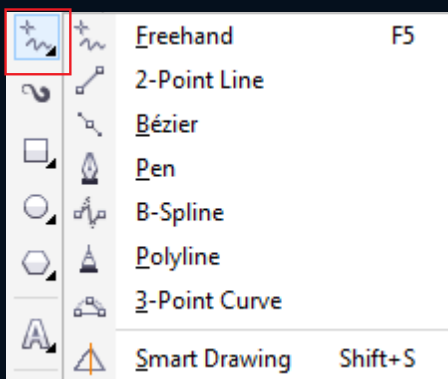 Freehand F5
2-Point Line
Bézier
Pen
B-Spline
Polyline
3-Point Curve
Smart Drawing Shift+S